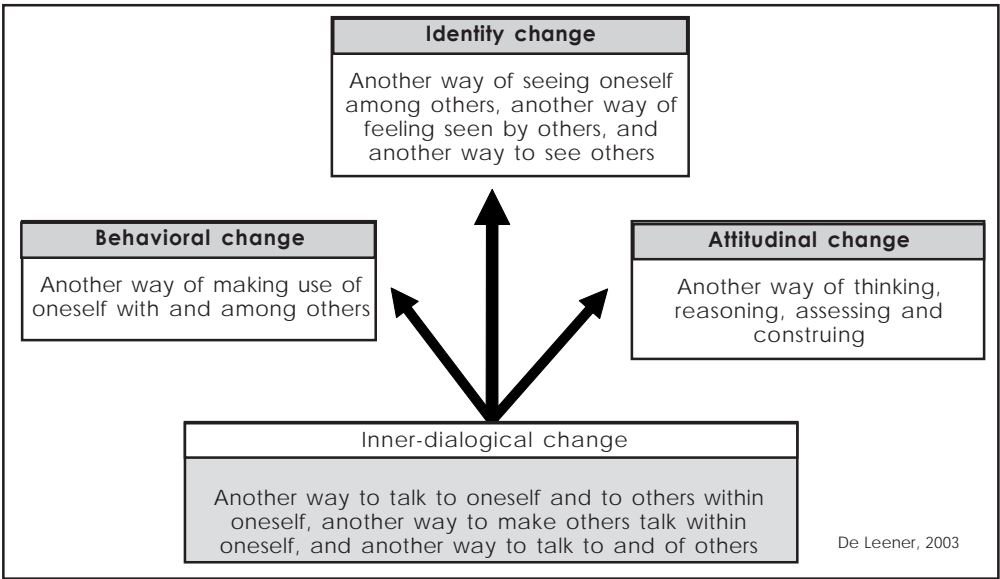 Identity change
Another way of seeing oneself
among others, another way of
feeling seen by others, and
another way to see others
Behavioral change
Another way of making use of
oneself with and among others
Attitudinal change
Another way of thinking,
reasoning, assessing and
construing
Inner-dialogical change
Another way to talk to oneself and to others within
oneself, another way to make others talk within
oneself, and another way to talk to and of others
De Leener, 2003